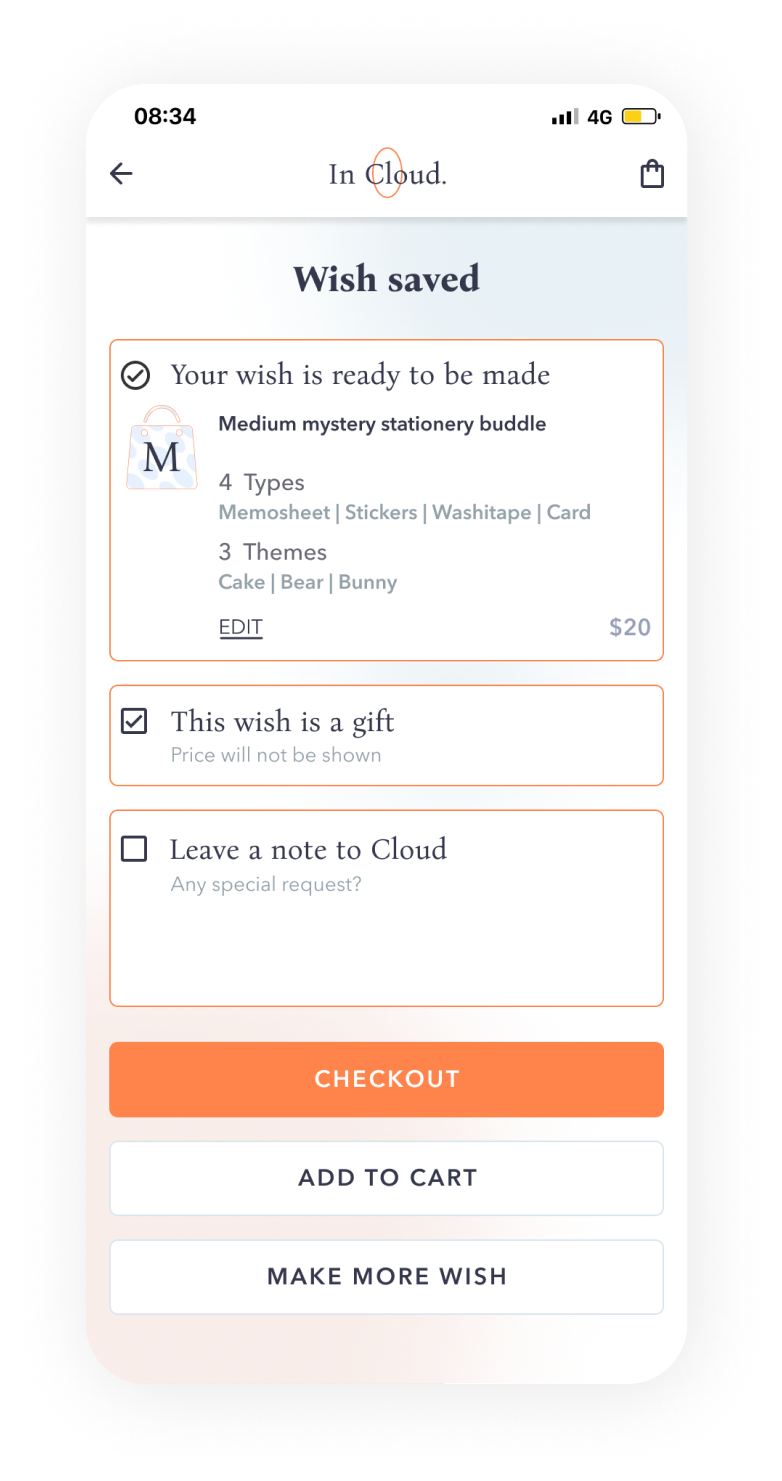 08:34
4G
In Cloud.
Wish saved
Your wish is ready to be made
M
Medium mystery stationery buddle
4 Types
Memosheet | Stickers | Washitape | Card
3 Themes
Cake | Bear | Bunny
EDIT
$20
This wish is a gift
Price will not be shown
Leave a note to Cloud
Any special request?
CHECKOUT
ADD TO CART
MAKE MORE WISH